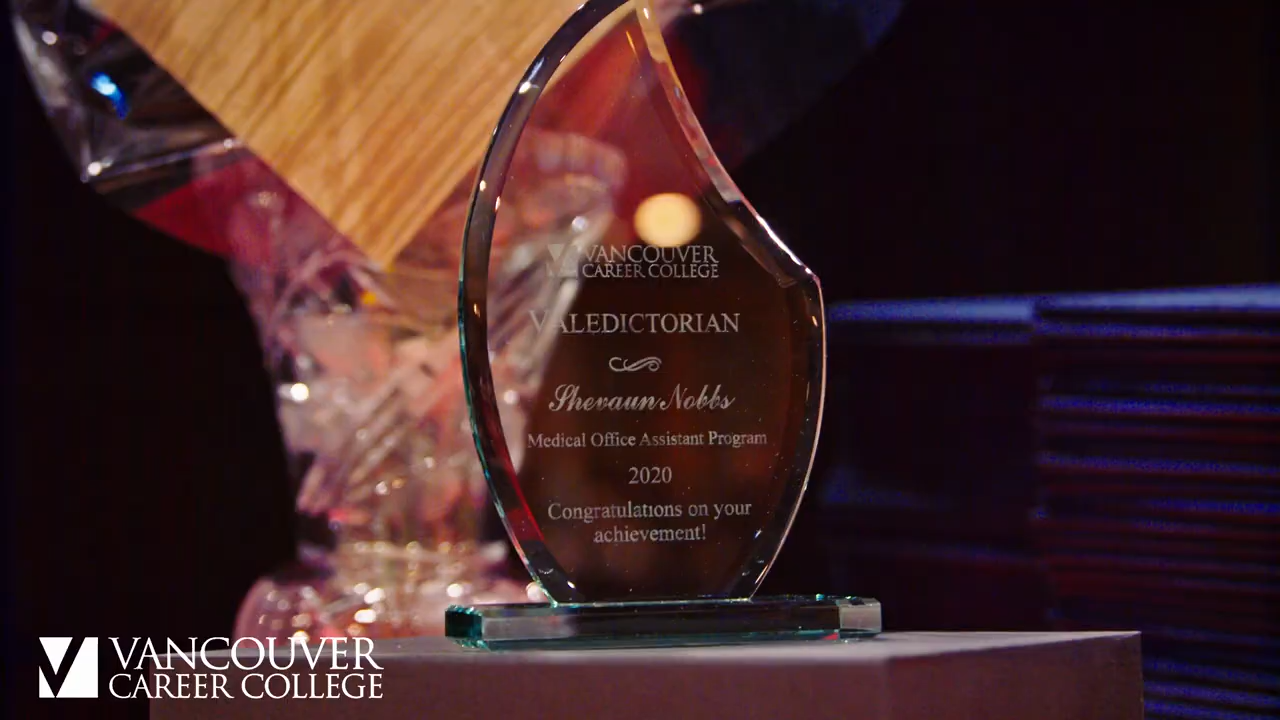 VANCOUVER
CAREER COLLEGE
VALEDICTORIAN
Shevaun Nobbs
Medical Office Assistant Program
2020
Congratulations on your
achievement!
VANCOUVER
CAREER COLLEGE